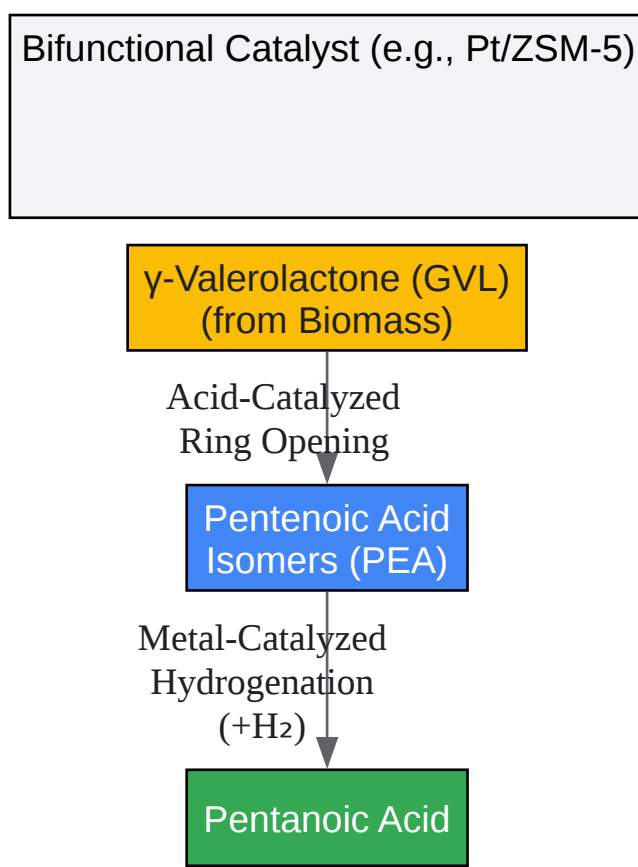 Bifunctional Catalyst (e.g., Pt/ZSM-5)
γ-Valerolactone (GVL)
(from Biomass)
Acid-Catalyzed
Ring Opening
Pentenoic Acid
Isomers (PEA)
Metal-Catalyzed
Hydrogenation
(+H₂)
Pentanoic Acid